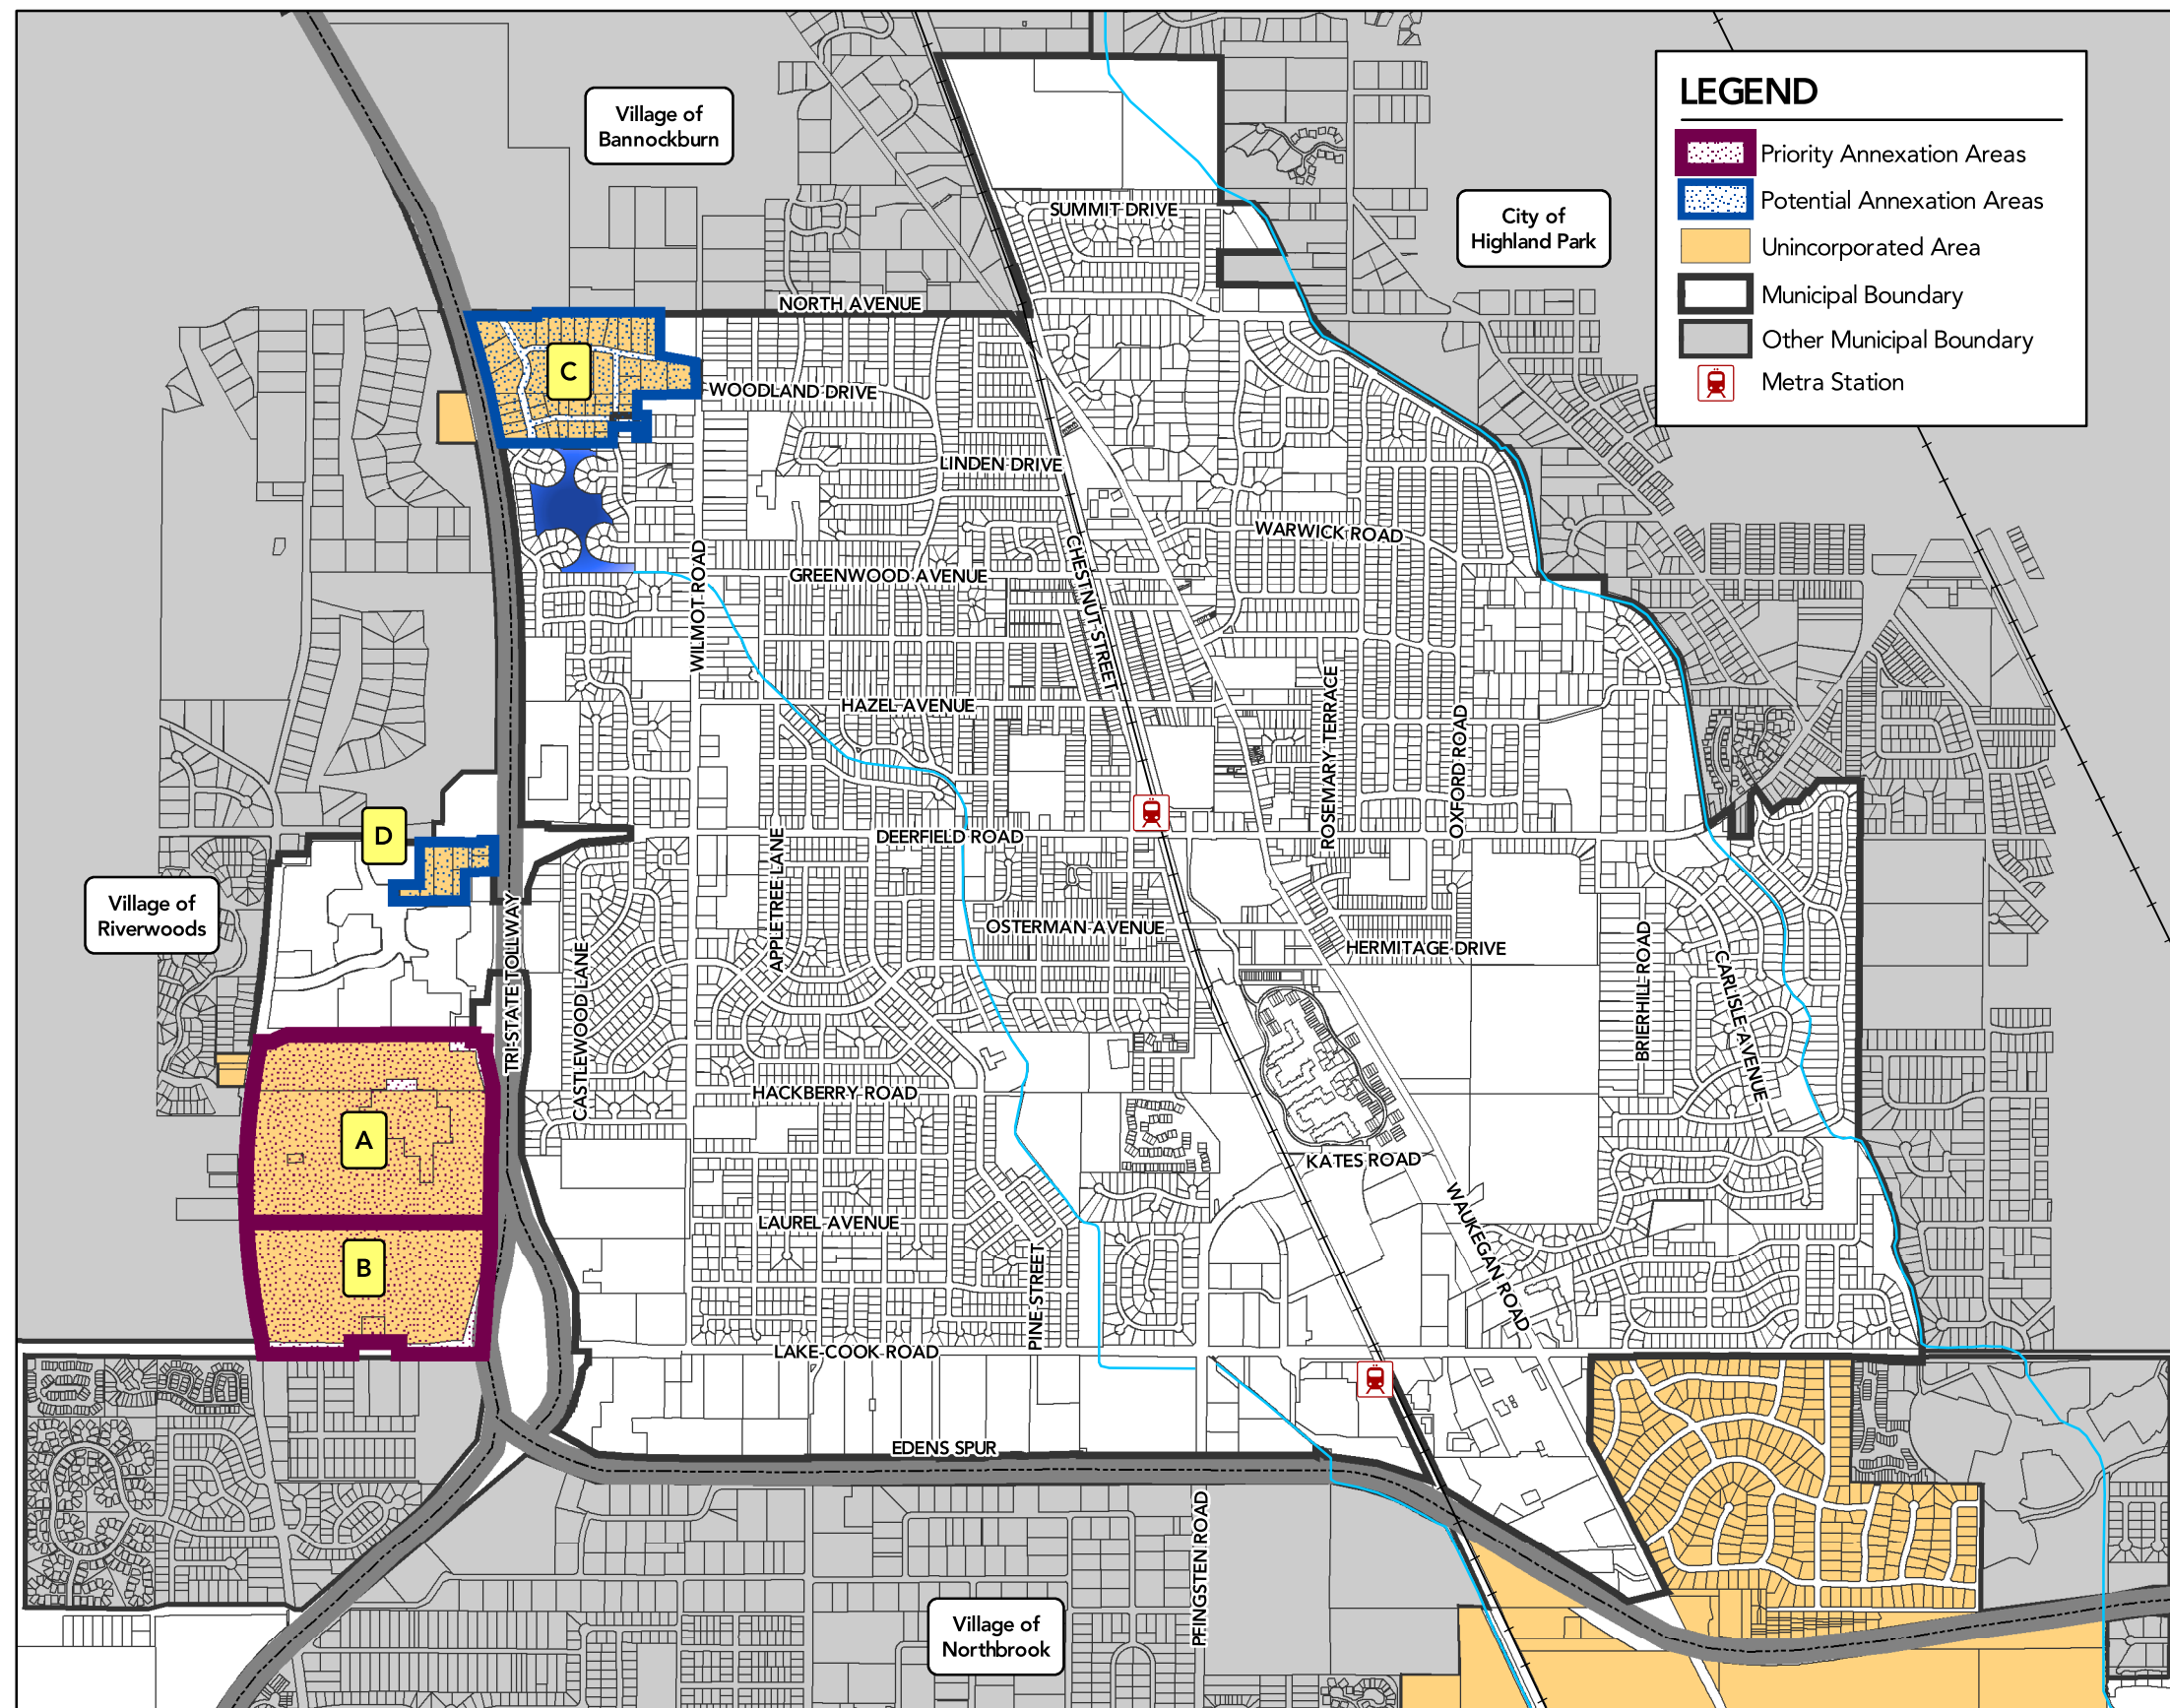 Village of
Bannockburn
LEGEND
Priority Annexation Areas
Potential Annexation Areas
Unincorporated Area
Municipal Boundary
Other Municipal Boundary
Metra Station
City of
Highland Park
SUMMIT DRIVE
NORTH AVENUE
C
WOODLAND DRIVE
LINDEN DRIVE
WARWICK ROAD
CHESTNUT STREET
GREENWOOD AVENUE
WILMOT ROAD
HAZEL AVENUE
ROSEMARY TERRACE
OXFORD ROAD
D
DEERFIELD ROAD
APPLETREE LANE
Village of
Riverwoods
TRI-STATE TOLLWAY
OSTERMAN AVENUE
HERMITAGE DRIVE
CASTLEWOOD LANE
BRIERHILL ROAD
CARLISLE AVENUE
HACKBERRY ROAD
A
KATES ROAD
LAUREL AVENUE
WAUKEGAN ROAD
B
PINE STREET
LAKE-COOK ROAD
EDENS SPUR
PFINGSTEN ROAD
Village of
Northbrook